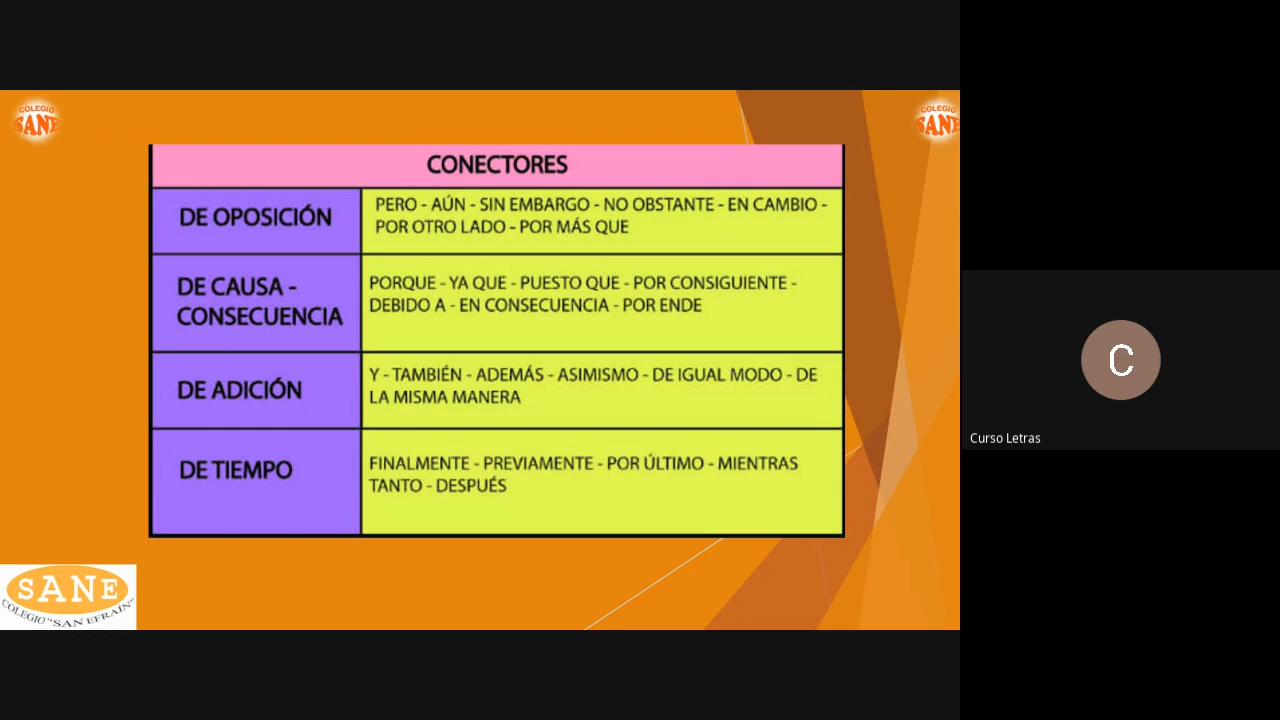 COLEGIO
SANE
COLEGIO
SANE
CONECTORES
DE OPOSICIÓN
PERO - AÚN - SIN EMBARGO - NO OBSTANTE - EN CAMBIO -
POR OTRO LADO - POR MÁS QUE
DE CAUSA -
CONSECUENCIA
PORQUE - YA QUE - PUESTO QUE - POR CONSIGUIENTE -
DEBIDO A - EN CONSECUENCIA - POR ENDE
DE ADICIÓN
Y - TAMBIÉN - ADEMÁS - ASIMISMO - DE IGUAL MODO - DE
LA MISMA MANERA
DE TIEMPO
FINALMENTE - PREVIAMENTE - POR ÚLTIMO - MIENTRAS
TANTO - DESPUÉS
SANE
COLEGIO "SAN EFRAIN"
C
Curso Letras